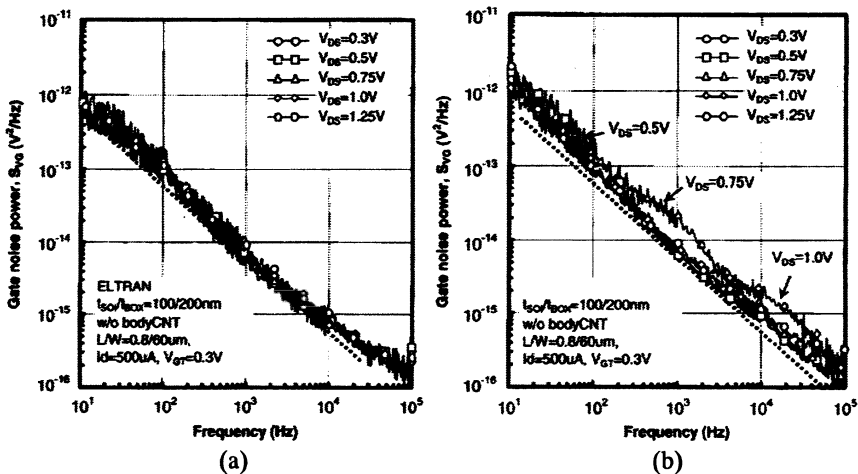 10⁻¹¹
10⁻¹²
10⁻¹³
10⁻¹⁴
10⁻¹⁵
10⁻¹⁶
Gate noise power, S_VG (V²/Hz)
V_DS=0.3V
V_DS=0.5V
V_DS=0.75V
V_DS=1.0V
V_DS=1.25V
ELTRAN
t_SOI/t_BOX=100/200nm
w/o bodyCNT
L/W=0.8/60um,
Id=500uA, V_GT=0.3V
10¹ 10² 10³ 10⁴ 10⁵
Frequency (Hz)
(a)
10⁻¹¹
10⁻¹²
10⁻¹³
10⁻¹⁴
10⁻¹⁵
10⁻¹⁶
Gate noise power, S_VG (V²/Hz)
V_DS=0.3V
V_DS=0.5V
V_DS=0.75V
V_DS=1.0V
V_DS=1.25V
V_DS=0.5V
V_DS=0.75V
V_DS=1.0V
t_SOI/t_BOX=100/200nm
w/o bodyCNT
L/W=0.8/60um,
Id=500uA, V_GT=0.3V
10¹ 10² 10³ 10⁴ 10⁵
Frequency (Hz)
(b)